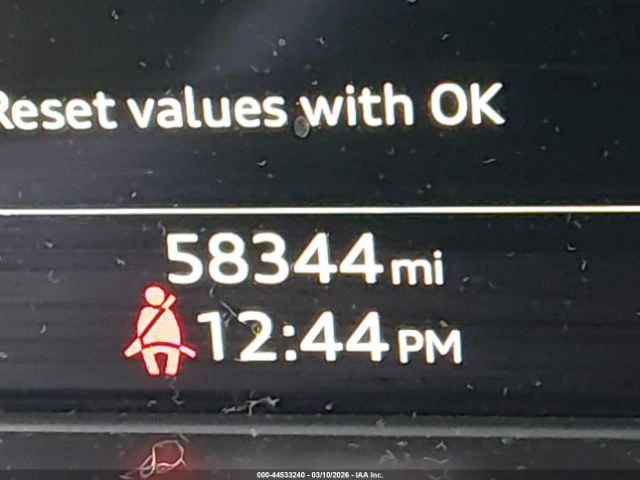 Reset values with OK
58344 mi
12:44 PM
000-44533240 - 03/10/2026 - IAA Inc.